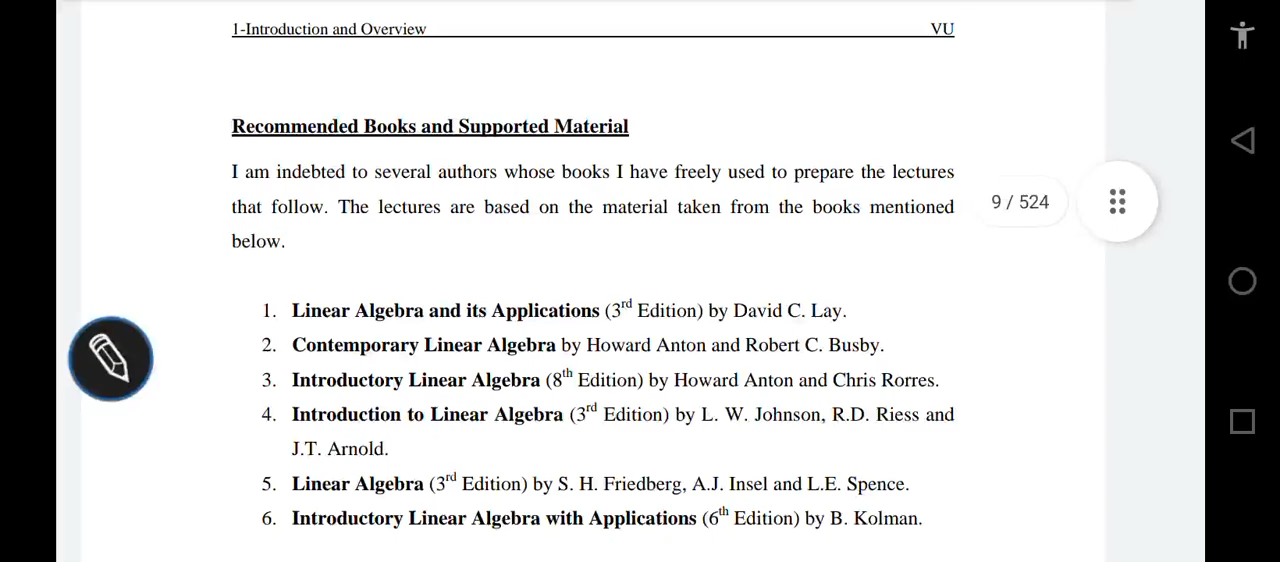 1-Introduction and Overview VU
Recommended Books and Supported Material
I am indebted to several authors whose books I have freely used to prepare the lectures
that follow. The lectures are based on the material taken from the books mentioned
below.
9 / 524
1. Linear Algebra and its Applications (3rd Edition) by David C. Lay.
2. Contemporary Linear Algebra by Howard Anton and Robert C. Busby.
3. Introductory Linear Algebra (8th Edition) by Howard Anton and Chris Rorres.
4. Introduction to Linear Algebra (3rd Edition) by L. W. Johnson, R.D. Riess and
J.T. Arnold.
5. Linear Algebra (3rd Edition) by S. H. Friedberg, A.J. Insel and L.E. Spence.
6. Introductory Linear Algebra with Applications (6th Edition) by B. Kolman.